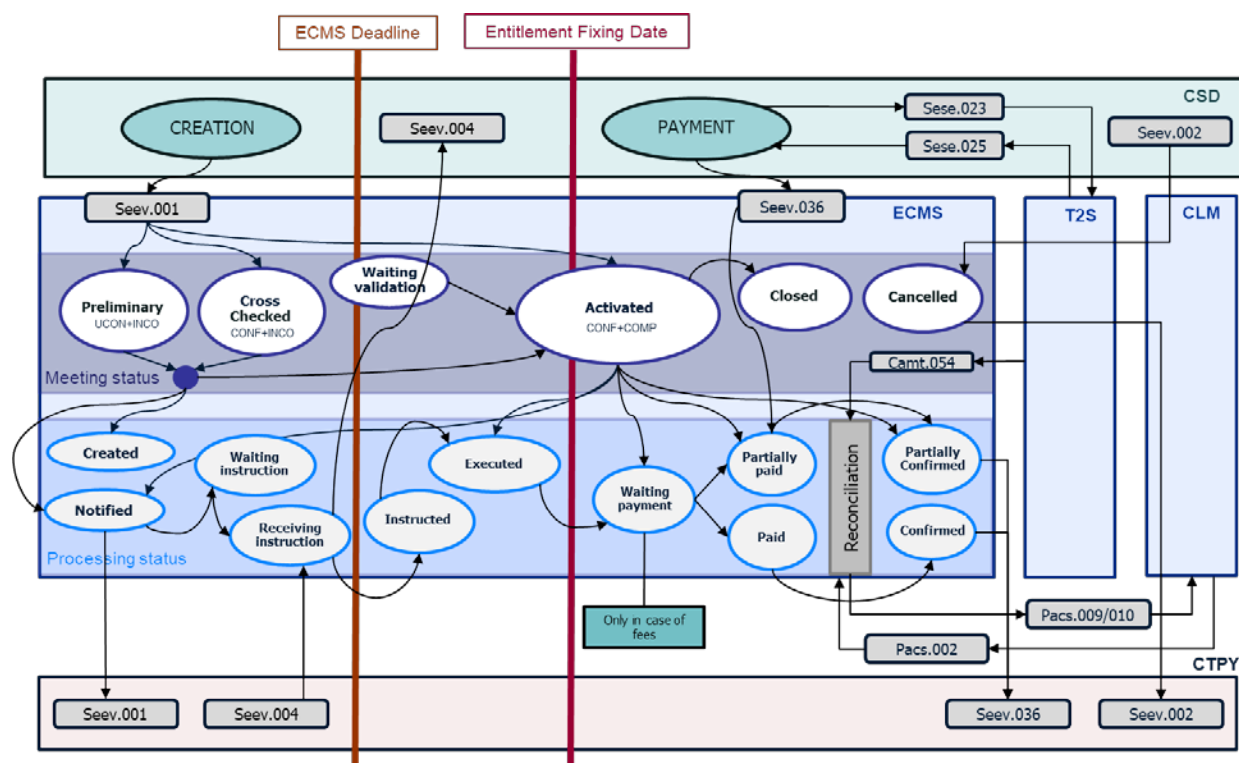 ECMS Deadline
Entitlement Fixing Date
CSD
CREATION
Seev.004
PAYMENT
Sese.023
Sese.025
Seev.002
Seev.001
Seev.036
ECMS
T2S
CLM
Preliminary
UCON+INCO
Cross
Checked
CONF+INCO
Waiting
validation
Activated
CONF+COMP
Closed
Cancelled
Meeting status
Camt.054
Created
Waiting
instruction
Executed
Partially
paid
Reconciliation
Partially
Confirmed
Notified
Receiving
instruction
Instructed
Waiting
payment
Paid
Confirmed
Processing status
Only in case of
fees
Pacs.009/010
Pacs.002
CTPY
Seev.001
Seev.004
Seev.036
Seev.002